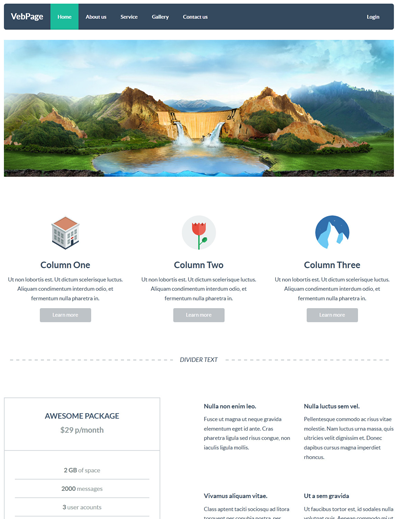 VebPage Home About us Service Gallery Contact us Login
Column One
Ut non lobortis est. Ut dictum scelerisque luctus.
Aliquam condimentum interdum odio, et
fermentum nulla pharetra in.
Learn more
Column Two
Ut non lobortis est. Ut dictum scelerisque luctus.
Aliquam condimentum interdum odio, et
fermentum nulla pharetra in.
Learn more
Column Three
Ut non lobortis est. Ut dictum scelerisque luctus.
Aliquam condimentum interdum odio, et
fermentum nulla pharetra in.
Learn more
DIVIDER TEXT
AWESOME PACKAGE
$29 p/month
2 GB of space
2000 messages
3 user acounts
Nulla non enim leo.
Fusce ut magna ut neque gravida
elementum eget id ante. Cras
pharetra ligula sed risus congue, non
iaculis ligula mollis.
Nulla luctus sem vel.
Pellentesque commodo ac risus vitae
molestie. Nam luctus urna massa, quis
ultricies velit dignissim et. Donec
dapibus cursus magna imperdiet
rhoncus.
Vivamus aliquam vitae.
Class aptent taciti sociosqu ad litora
torquent per conubia nostra, per
Ut a sem gravida
Ut faucibus tortor est, id sodales nulla